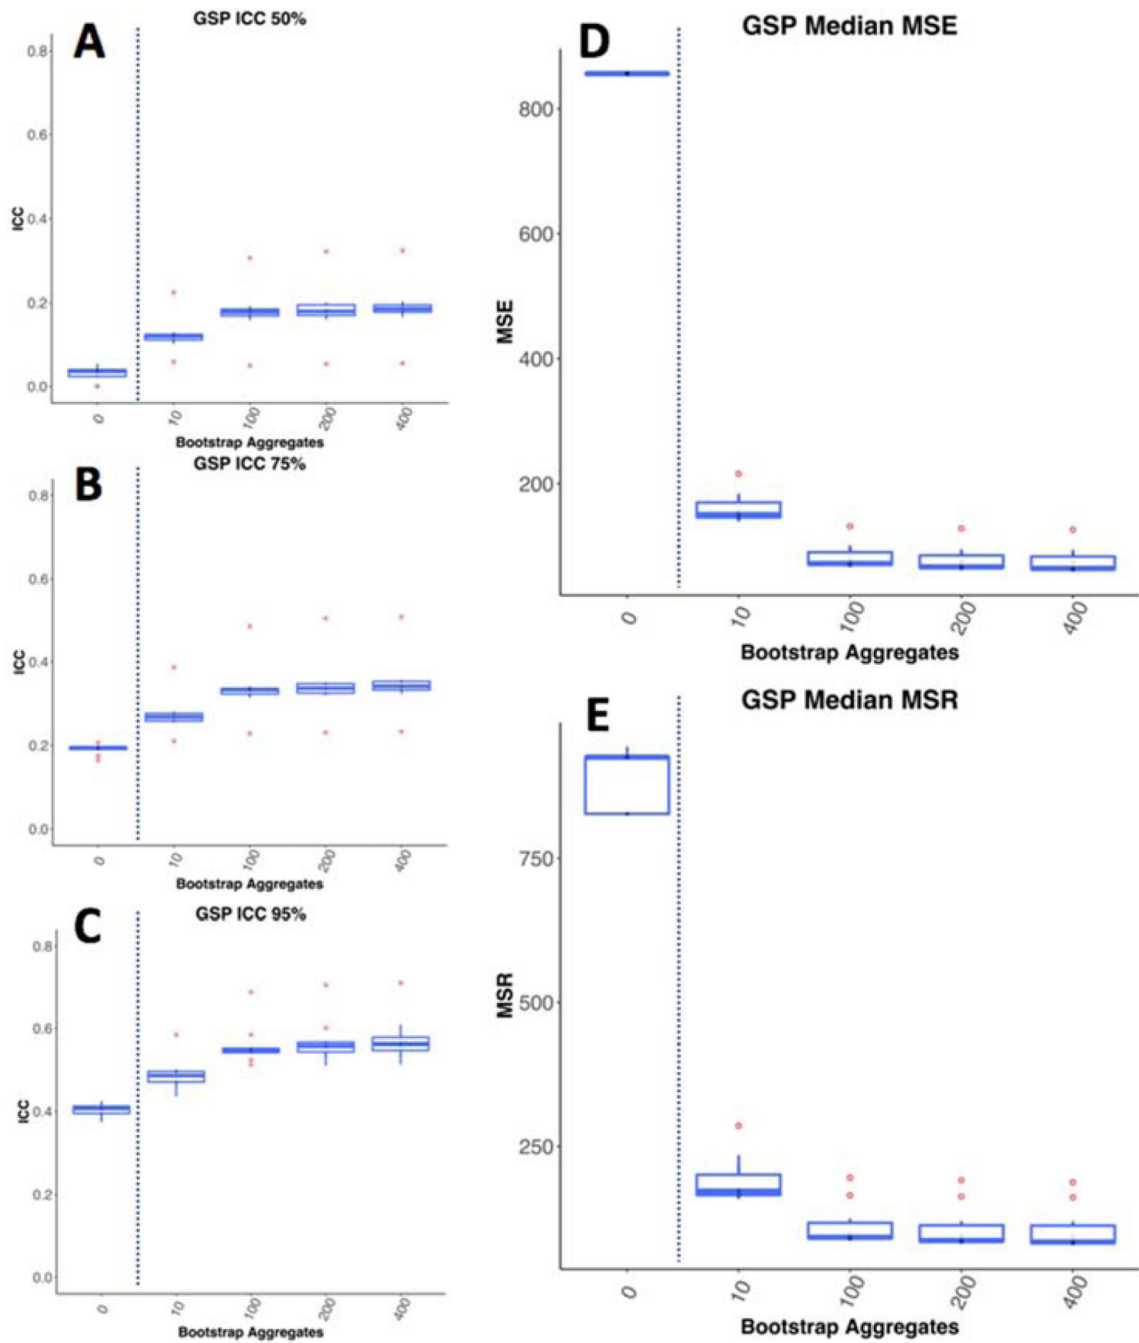 A
GSP ICC 50%
0.8
0.6
0.4
0.2
0.0
ICC
0
10
100
200
400
Bootstrap Aggregates
B
GSP ICC 75%
0.8
0.6
0.4
0.2
0.0
ICC
0
10
100
200
400
Bootstrap Aggregates
C
GSP ICC 95%
0.8
0.6
0.4
0.2
0.0
ICC
0
10
100
200
400
Bootstrap Aggregates
D
GSP Median MSE
800
600
400
200
MSE
0
10
100
200
400
Bootstrap Aggregates
E
GSP Median MSR
750
500
250
MSR
0
10
100
200
400
Bootstrap Aggregates